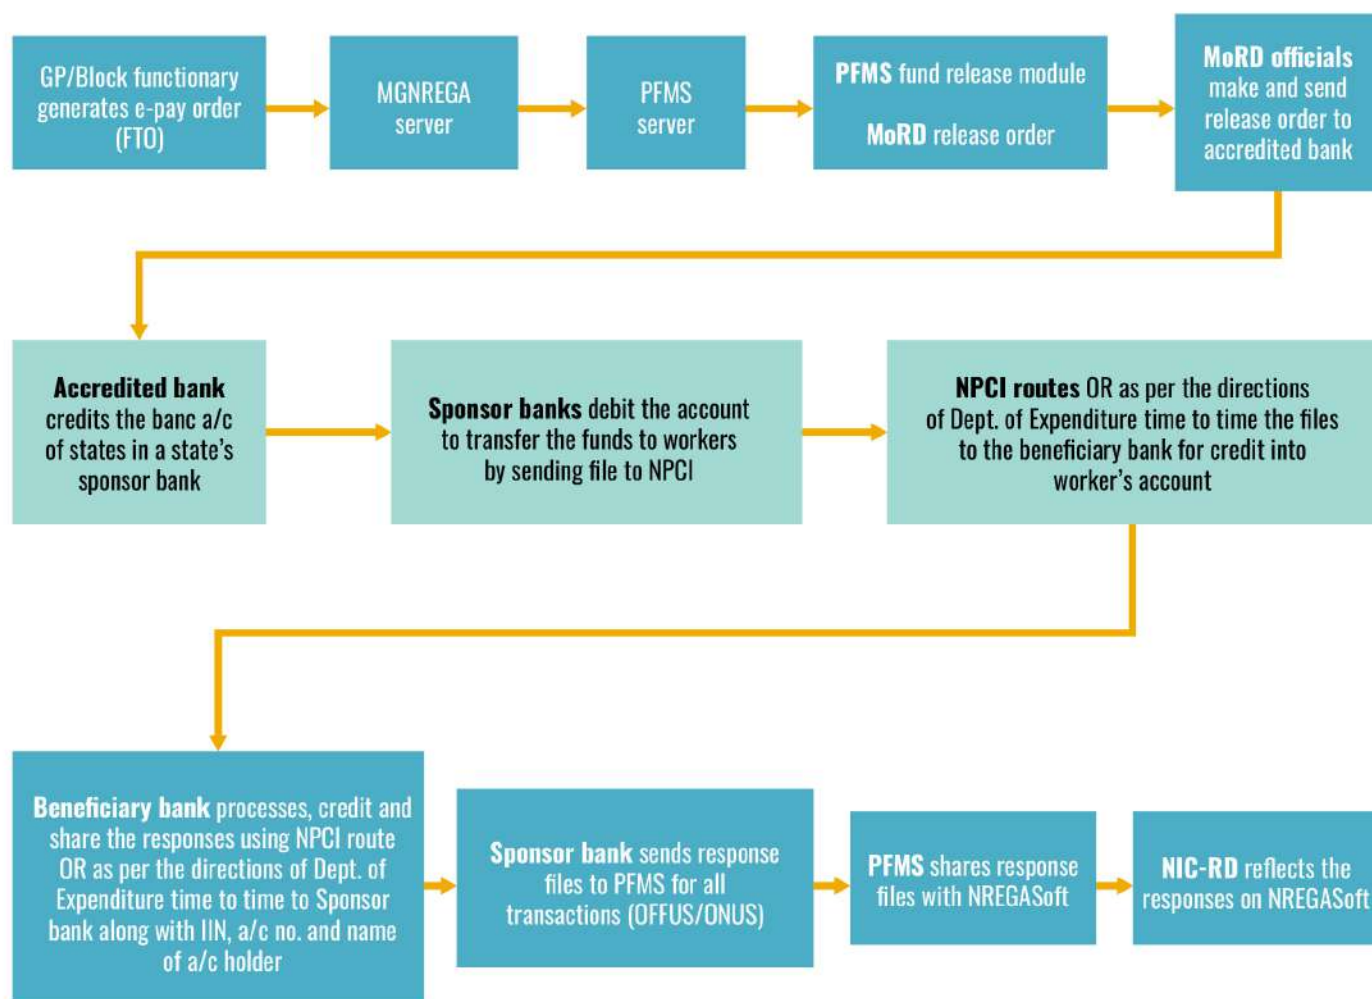 GP/Block functionary
generates e-pay order
(FTO)
MGNREGA
server
PFMS
server
PFMS fund release module
MoRD release order
MoRD officials
make and send
release order to
accredited bank
Accredited bank
credits the banc a/c
of states in a state's
sponsor bank
Sponsor banks debit the account
to transfer the funds to workers
by sending file to NPCI
NPCI routes OR as per the directions
of Dept. of Expenditure time to time the files
to the beneficiary bank for credit into
worker's account
Beneficiary bank processes, credit and
share the responses using NPCI route
OR as per the directions of Dept. of
Expenditure time to time to Sponsor
bank along with IIN, a/c no. and name
of a/c holder
Sponsor bank sends response
files to PFMS for all
transactions (OFFUS/ONUS)
PFMS shares response
files with NREGASoft
NIC-RD reflects the
responses on NREGASoft